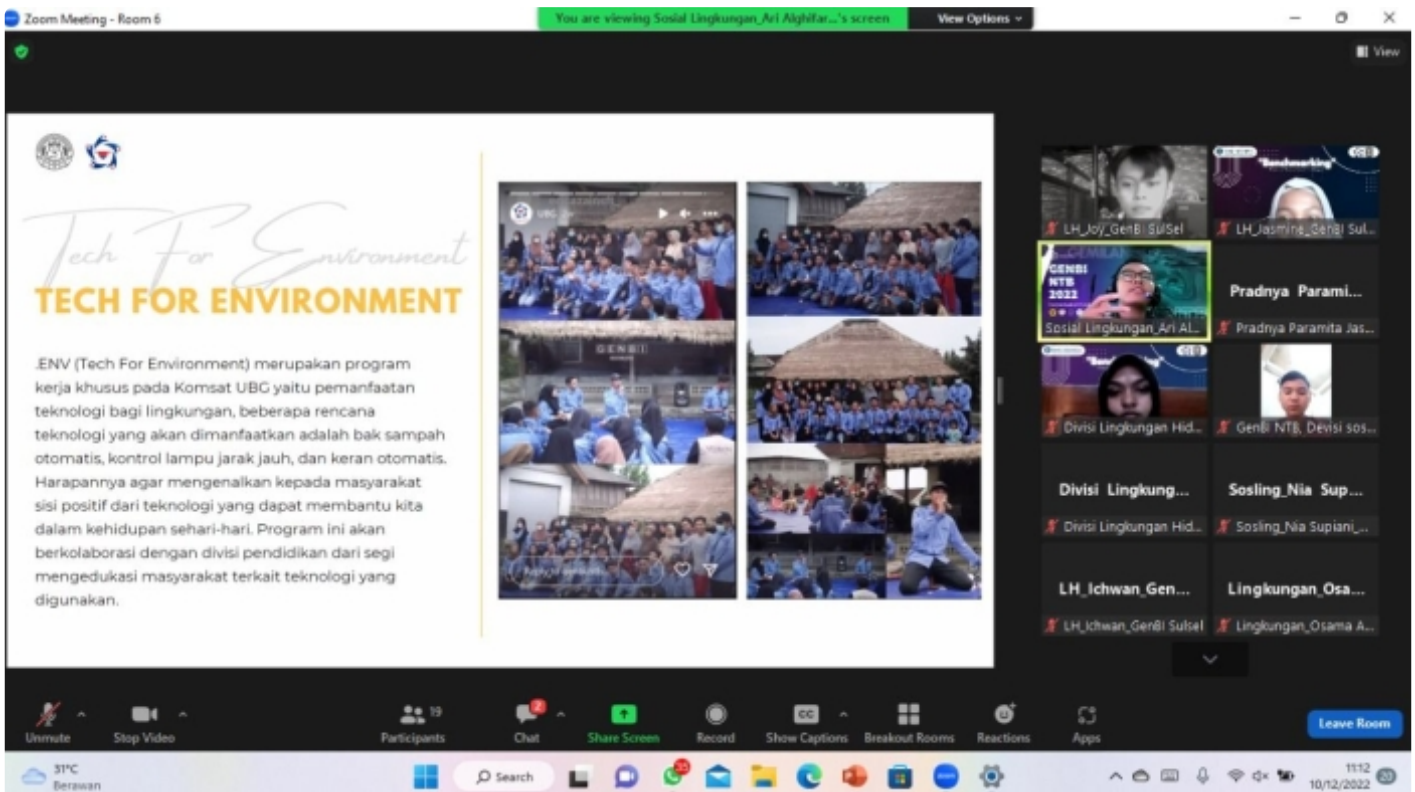 Zoom Meeting - Room 6
You are viewing Sosial Lingkungan_Ari Alghifar...'s screen
View Options
View
Tech For Environment
TECH FOR ENVIRONMENT
.ENV (Tech For Environment) merupakan program
kerja khusus pada Komsat UBG yaitu pemanfaatan
teknologi bagi lingkungan, beberapa rencana
teknologi yang akan dimanfaatkan adalah bak sampah
otomatis, kontrol lampu jarak jauh, dan keran otomatis.
Harapannya agar mengenalkan kepada masyarakat
sisi positif dari teknologi yang dapat membantu kita
dalam kehidupan sehari-hari. Program ini akan
berkolaborasi dengan divisi pendidikan dari segi
mengedukasi masyarakat terkait teknologi yang
digunakan.
UBG
GENBI
LH_Joy_GenBI SulSel
"Benchmarking"
LH_Jasmine_GenBI Sul...
GENBI
NTB
2022
Sosial Lingkungan_Ari Al...
Pradnya Parami...
Pradnya Paramita Jas...
Divisi Lingkungan Hid...
GenBI NTB, Devisi sos...
Divisi Lingkung...
Divisi Lingkungan Hid...
Sosling_Nia Sup...
Sosling_Nia Supiani_...
LH_Ichwan_Gen...
LH_Ichwan_GenBI Sulsel
Lingkungan_Osa...
Lingkungan_Osama A...
Unmute
Stop Video
19
Participants
2
Chat
Share Screen
Record
CC
Show Captions
Breakout Rooms
Reactions
Apps
Leave Room
31°C
Berawan
Search
11:12
10/12/2022
20